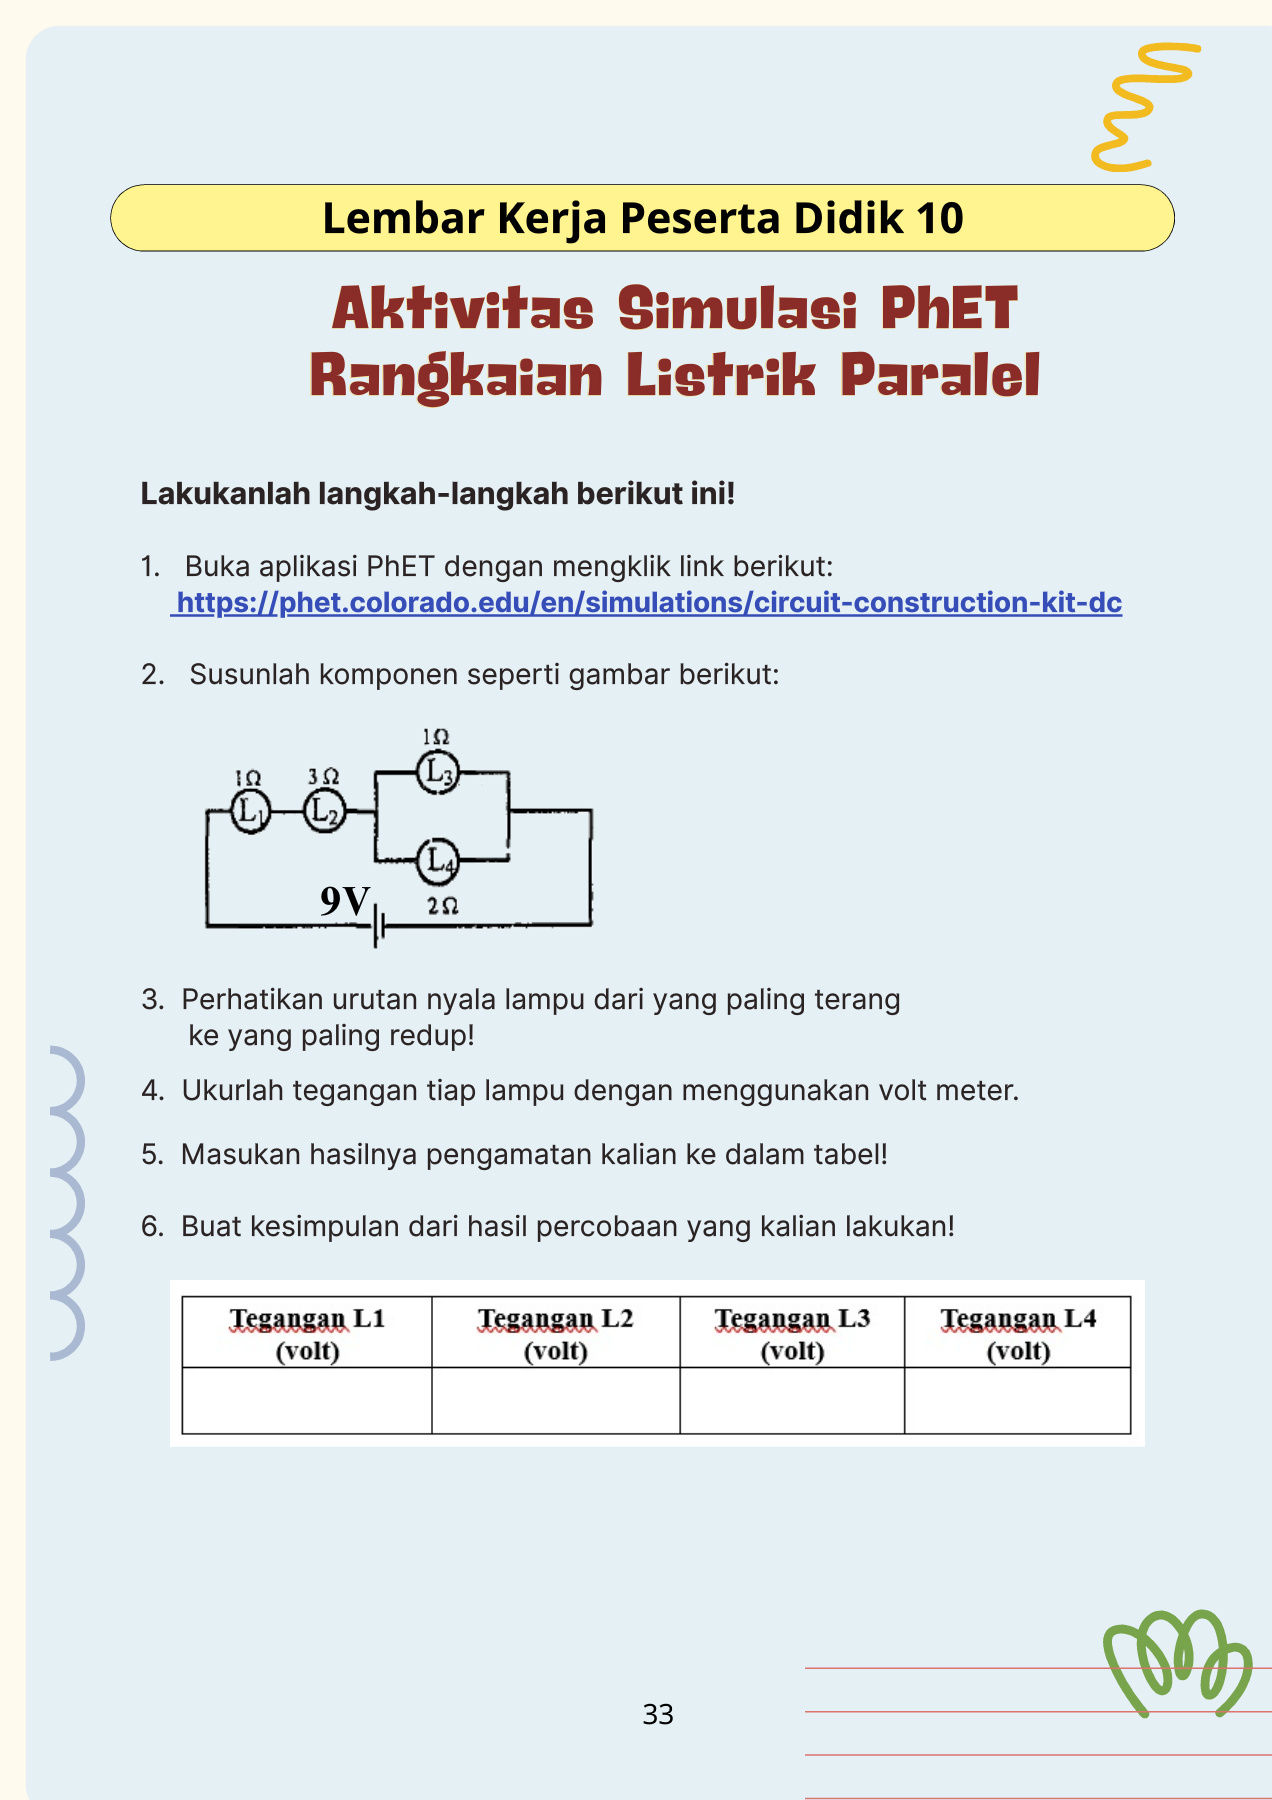 Lembar Kerja Peserta Didik 10
Aktivitas Simulasi PhET
Rangkaian Listrik Paralel
Lakukanlah langkah-langkah berikut ini!
1. Buka aplikasi PhET dengan mengklik link berikut:
https://phet.colorado.edu/en/simulations/circuit-construction-kit-dc
2. Susunlah komponen seperti gambar berikut:
1Ω
1Ω 3Ω L3
L1 L2
L4
9V 2Ω
3. Perhatikan urutan nyala lampu dari yang paling terang
ke yang paling redup!
4. Ukurlah tegangan tiap lampu dengan menggunakan volt meter.
5. Masukan hasilnya pengamatan kalian ke dalam tabel!
6. Buat kesimpulan dari hasil percobaan yang kalian lakukan!
Tegangan L1 Tegangan L2 Tegangan L3 Tegangan L4
(volt) (volt) (volt) (volt)
33